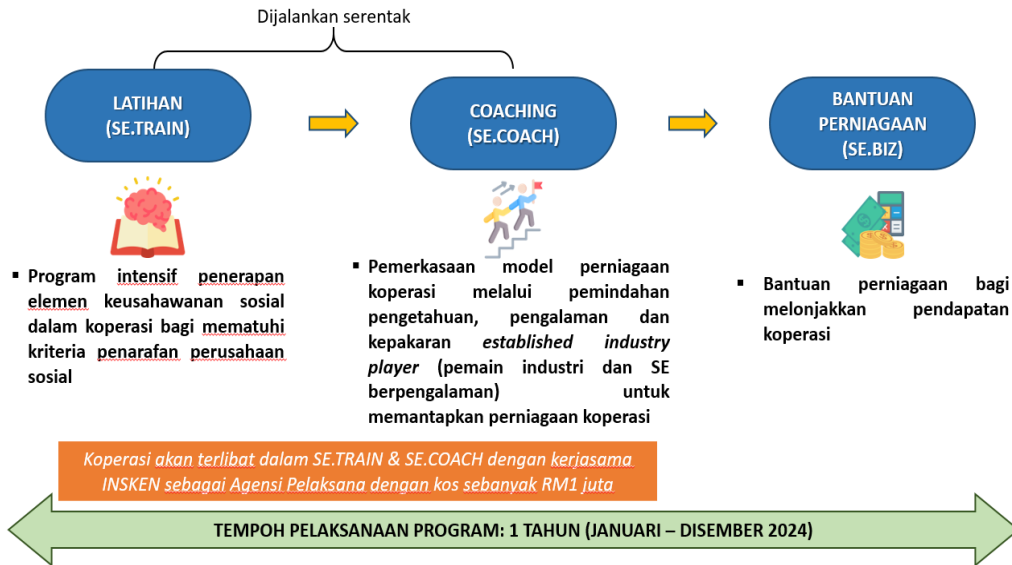 Dijalankan serentak
LATIHAN
(SE.TRAIN)
COACHING
(SE.COACH)
BANTUAN
PERNIAGAAN
(SE.BIZ)
▪ Program intensif penerapan
elemen keusahawanan sosial
dalam koperasi bagi mematuhi
kriteria penarafan perusahaan
sosial
▪ Pemerkasaan model perniagaan
koperasi melalui pemindahan
pengetahuan, pengalaman dan
kepakaran established industry
player (pemain industri dan SE
berpengalaman) untuk
memantapkan perniagaan koperasi
▪ Bantuan perniagaan bagi
melonjakkan pendapatan
koperasi
Koperasi akan terlibat dalam SE.TRAIN & SE.COACH dengan kerjasama
INSKEN sebagai Agensi Pelaksana dengan kos sebanyak RM1 juta
TEMPOH PELAKSANAAN PROGRAM: 1 TAHUN (JANUARI – DISEMBER 2024)